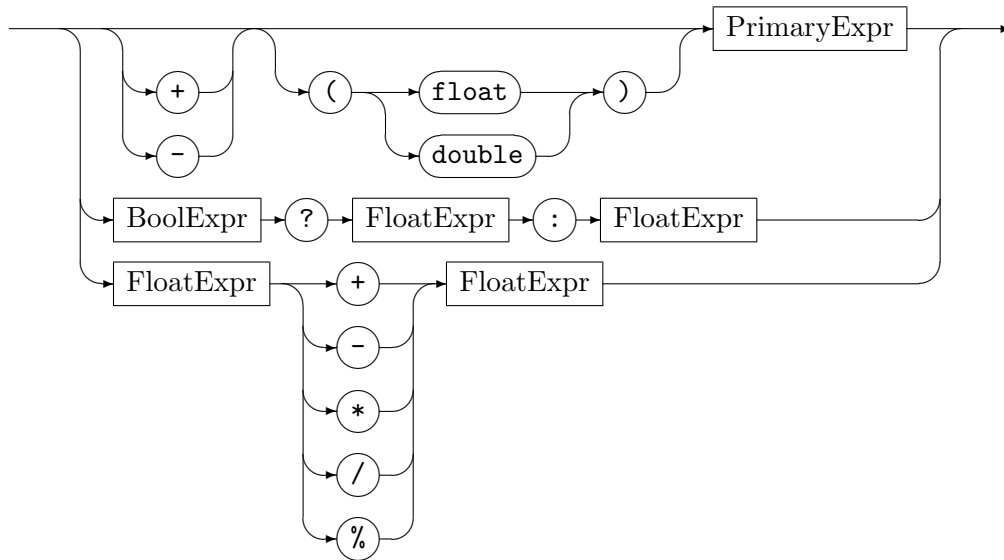 PrimaryExpr
+ ( float )
- double
BoolExpr ? FloatExpr : FloatExpr
FloatExpr + FloatExpr
-
*
/
%